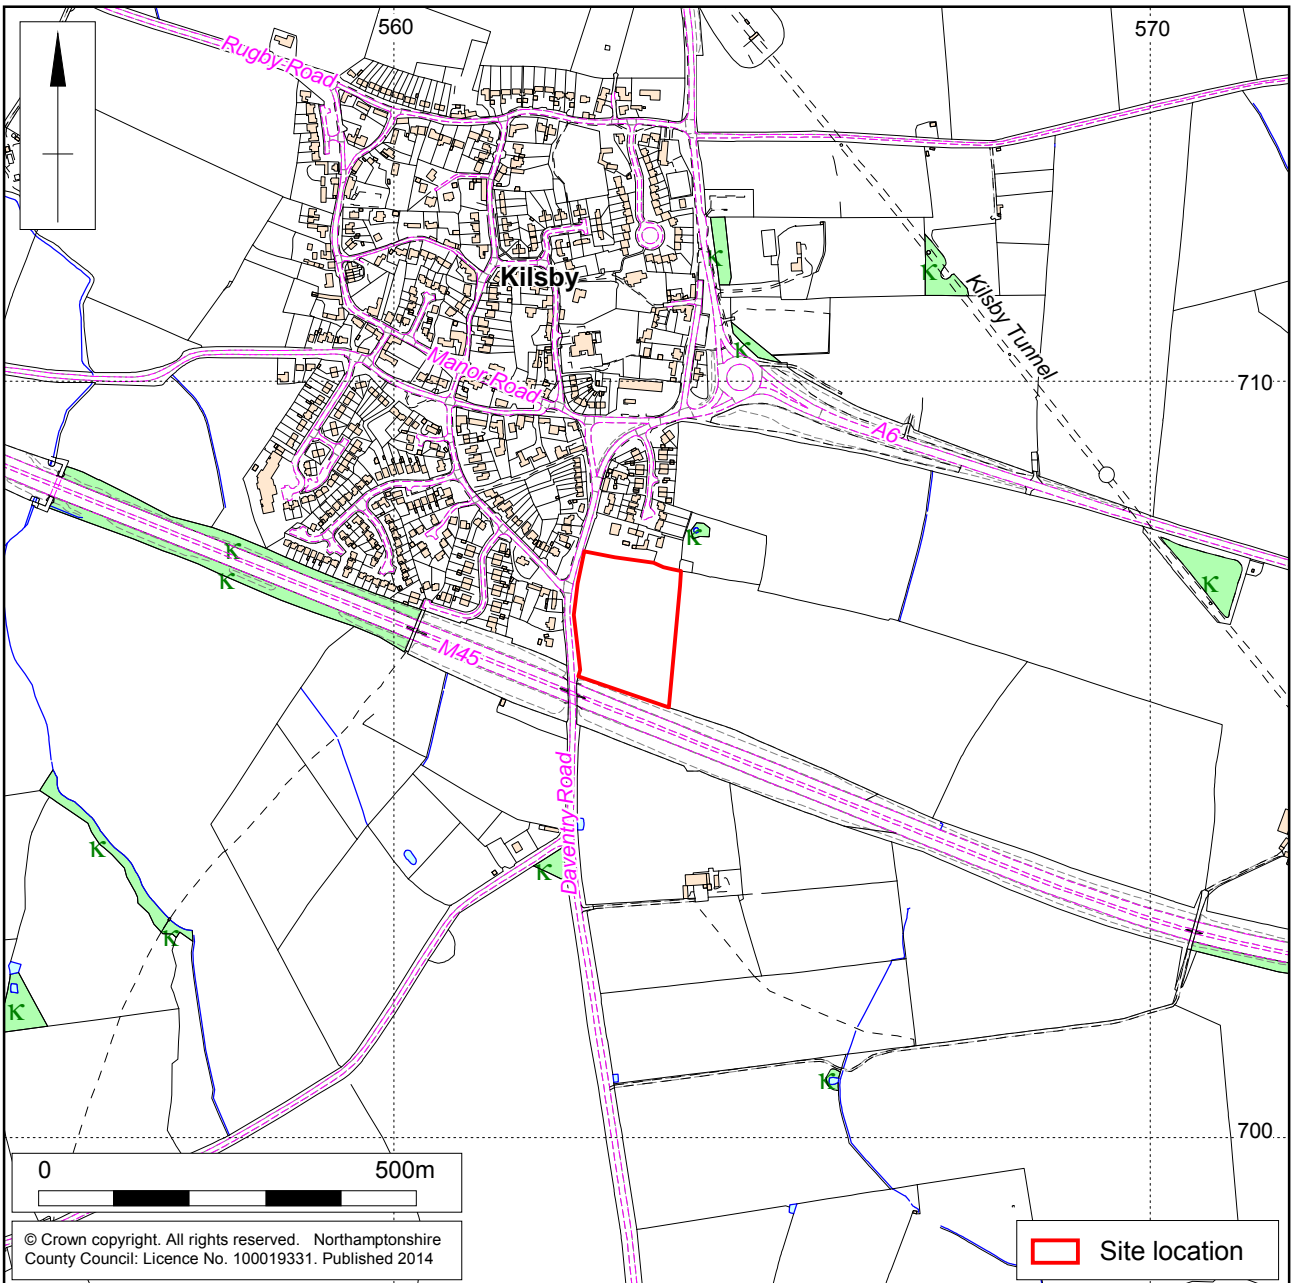 560
570
Rugby Road
Kilsby
Kilsby Tunnel
Manor Road
710
A6
M45
Daventry Road
700
0 500m
© Crown copyright. All rights reserved. Northamptonshire
County Council: Licence No. 100019331. Published 2014
Site location
K
K
K
K
K
K
K
K
K
K
K
K